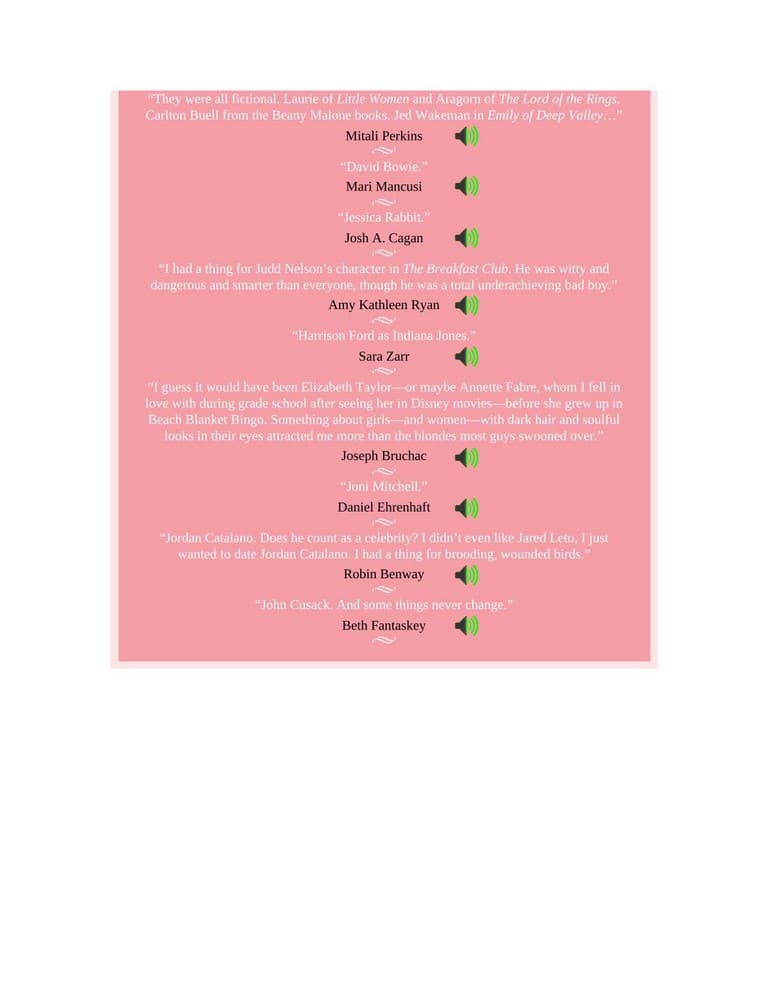 “They were all fictional. Laurie of Little Women and Aragorn of The Lord of the Rings.
Carlton Buell from the Beany Malone books. Jed Wakeman in Emily of Deep Valley…”
Mitali Perkins
“David Bowie.”
Mari Mancusi
“Jessica Rabbit.”
Josh A. Cagan
“I had a thing for Judd Nelson’s character in The Breakfast Club. He was witty and
dangerous and smarter than everyone, though he was a total underachieving bad boy.”
Amy Kathleen Ryan
“Harrison Ford as Indiana Jones.”
Sara Zarr
“I guess it would have been Elizabeth Taylor—or maybe Annette Fabre, whom I fell in
love with during grade school after seeing her in Disney movies—before she grew up in
Beach Blanket Bingo. Something about girls—and women—with dark hair and soulful
looks in their eyes attracted me more than the blondes most guys swooned over.”
Joseph Bruchac
“Joni Mitchell.”
Daniel Ehrenhaft
“Jordan Catalano. Does he count as a celebrity? I didn’t even like Jared Leto, I just
wanted to date Jordan Catalano. I had a thing for brooding, wounded birds.”
Robin Benway
“John Cusack. And some things never change.”
Beth Fantaskey